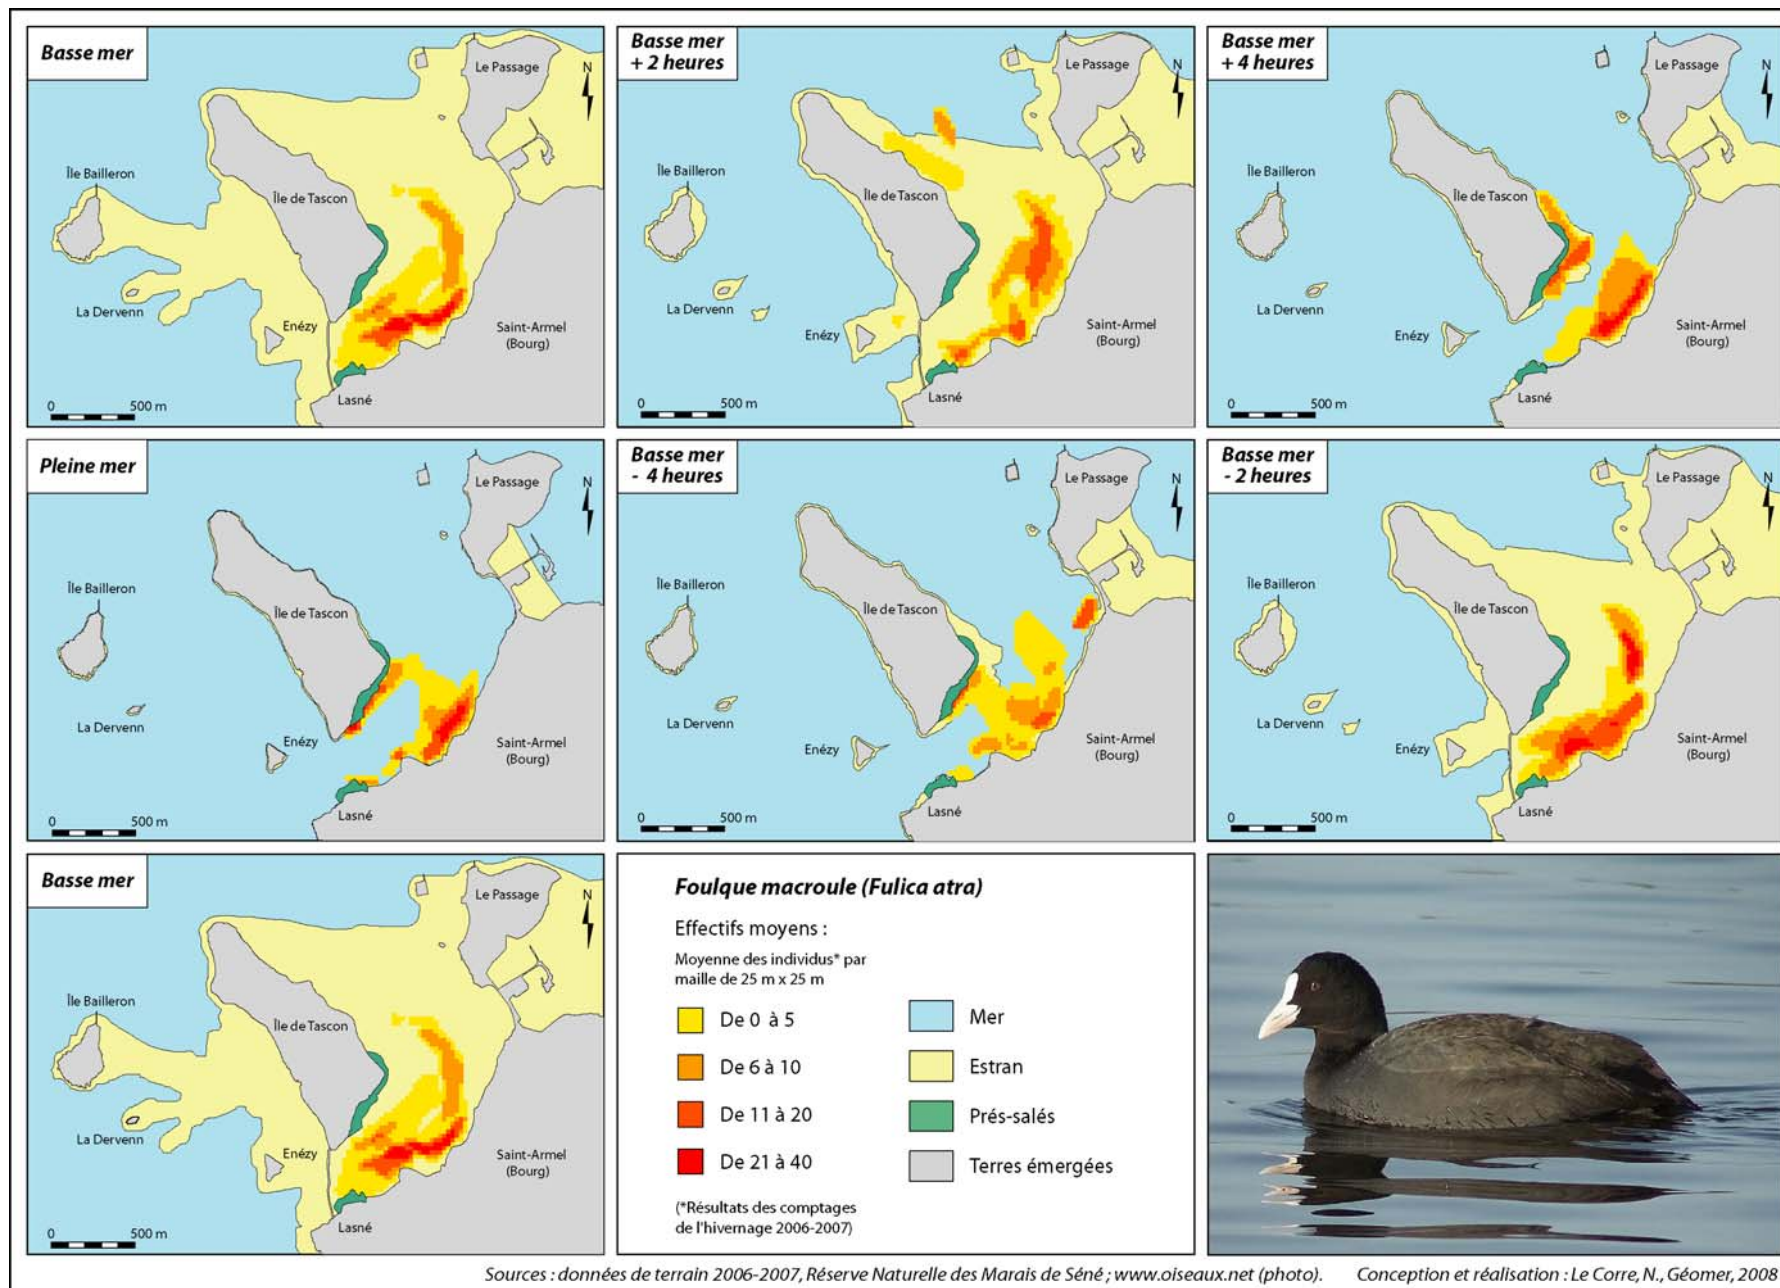 Basse mer
Le Passage
N
Île Bailleron
Île de Tascon
La Dervenn
Enézy
Saint-Armel
(Bourg)
Lasné
0 500 m
Basse mer
+ 2 heures
Le Passage
N
Île Bailleron
Île de Tascon
La Dervenn
Enézy
Saint-Armel
(Bourg)
Lasné
0 500 m
Basse mer
+ 4 heures
Le Passage
N
Île Bailleron
Île de Tascon
La Dervenn
Enézy
Saint-Armel
(Bourg)
Lasné
0 500 m
Pleine mer
Le Passage
N
Île Bailleron
Île de Tascon
La Dervenn
Enézy
Saint-Armel
(Bourg)
Lasné
0 500 m
Basse mer
- 4 heures
Le Passage
N
Île Bailleron
Île de Tascon
La Dervenn
Enézy
Saint-Armel
(Bourg)
Lasné
0 500 m
Basse mer
- 2 heures
Le Passage
N
Île Bailleron
Île de Tascon
La Dervenn
Enézy
Saint-Armel
(Bourg)
Lasné
0 500 m
Basse mer
Le Passage
N
Île Bailleron
Île de Tascon
La Dervenn
Enézy
Saint-Armel
(Bourg)
Lasné
0 500 m
Foulque macroule (Fulica atra)
Effectifs moyens :
Moyenne des individus* par
maille de 25 m x 25 m
De 0 à 5
Mer
De 6 à 10
Estran
De 11 à 20
Prés-salés
De 21 à 40
Terres émergées
(*Résultats des comptages
de l'hivernage 2006-2007)
Sources : données de terrain 2006-2007, Réserve Naturelle des Marais de Séné ; www.oiseaux.net (photo). Conception et réalisation : Le Corre, N., Géomer, 2008